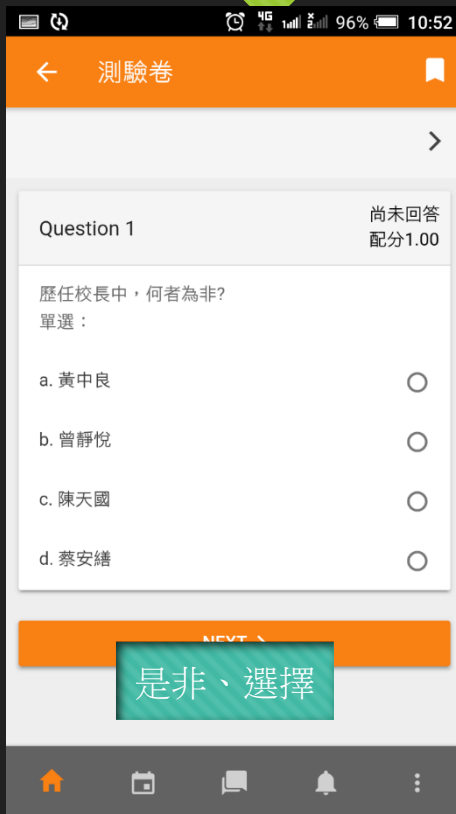 4G 96% 10:52
測驗卷
Question 1
尚未回答
配分1.00
歷任校長中，何者為非?
單選：
a. 黃中良
b. 曾靜悅
c. 陳天國
d. 蔡安繕
NEXT
是非、選擇